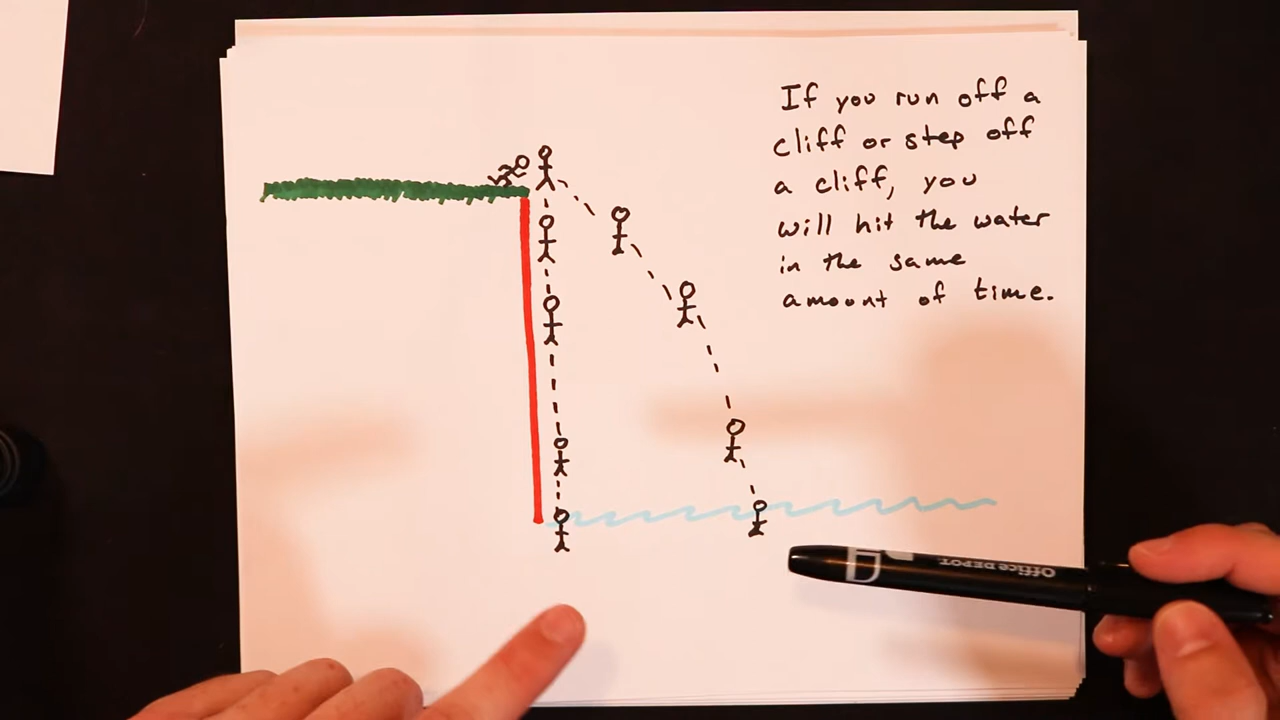 If you run off a
cliff or step off
a cliff, you
will hit the water
in the same
amount of time.
Office DEPOT